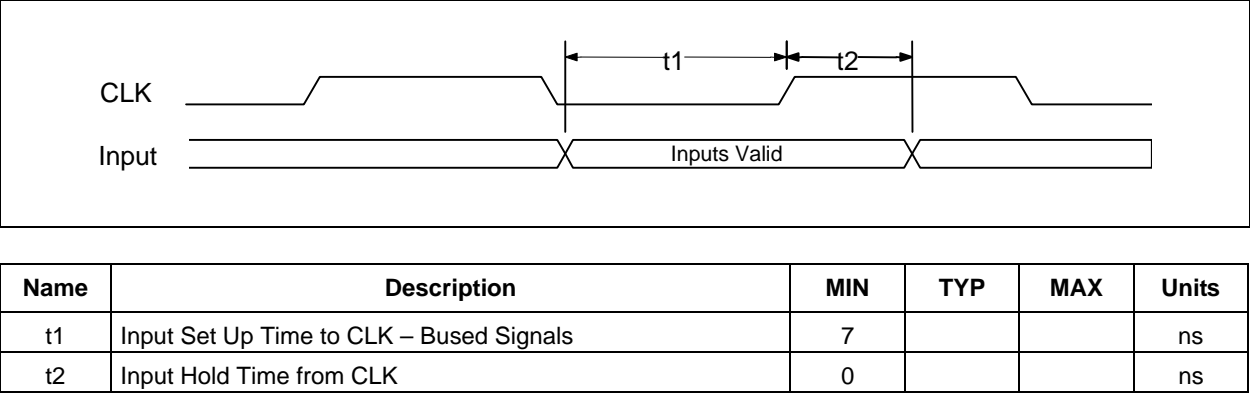 t1 t2
CLK
Input Inputs Valid
Name Description MIN TYP MAX Units
t1 Input Set Up Time to CLK – Bused Signals 7 ns
t2 Input Hold Time from CLK 0 ns